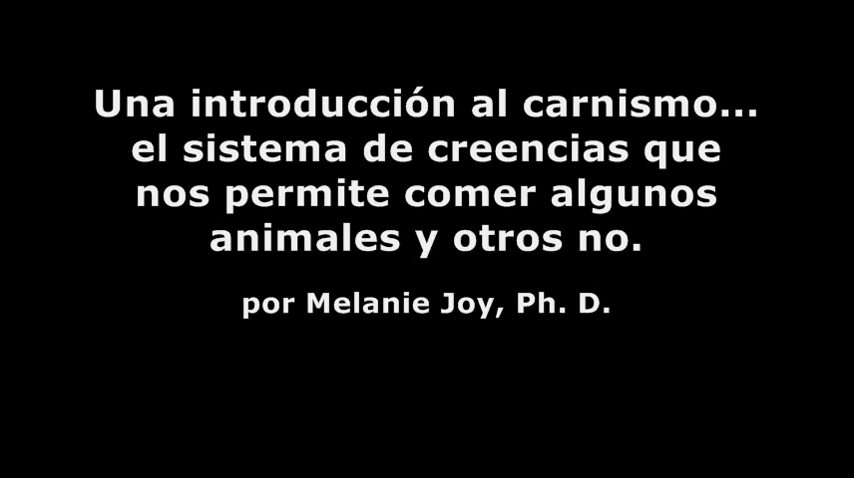 Una introducción al carnismo...
el sistema de creencias que
nos permite comer algunos
animales y otros no.
por Melanie Joy, Ph. D.